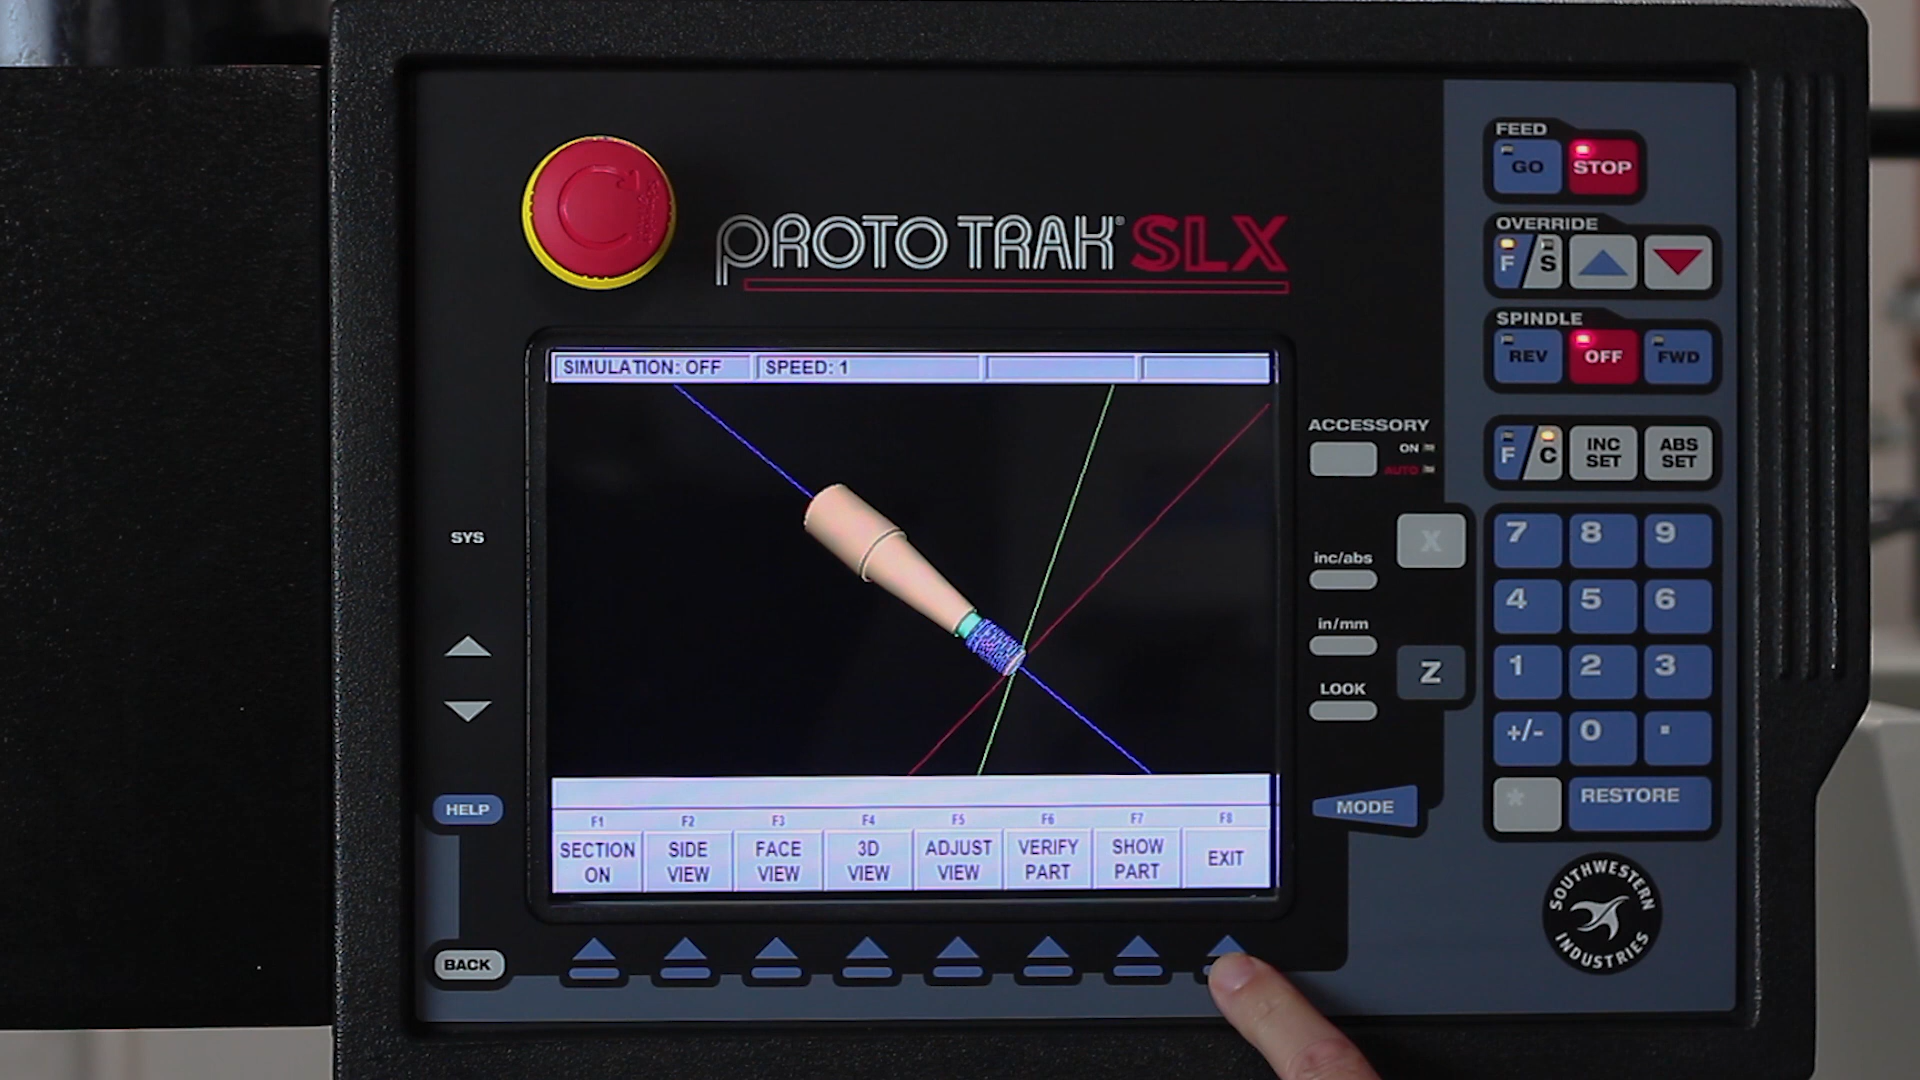 FEED
GO STOP
PROTOTRAK® SLX
OVERRIDE
F/S
SPINDLE
REV OFF FWD
SIMULATION: OFF SPEED: 1
ACCESSORY
ON
AUTO
F/C INC SET ABS SET
SYS
X
7 8 9
inc/abs
4 5 6
in/mm
Z
1 2 3
LOOK
+/- 0 .
HELP
MODE
* RESTORE
F1 F2 F3 F4 F5 F6 F7 F8
SECTION ON
SIDE VIEW
FACE VIEW
3D VIEW
ADJUST VIEW
VERIFY PART
SHOW PART
EXIT
SOUTHWESTERN
INDUSTRIES
BACK